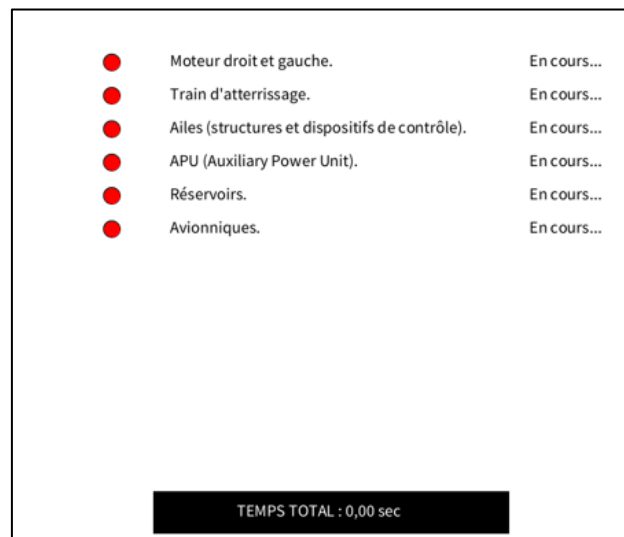 Moteur droit et gauche. En cours...
Train d'atterrissage. En cours...
Ailes (structures et dispositifs de contrôle). En cours...
APU (Auxiliary Power Unit). En cours...
Réservoirs. En cours...
Avionniques. En cours...
TEMPS TOTAL : 0,00 sec